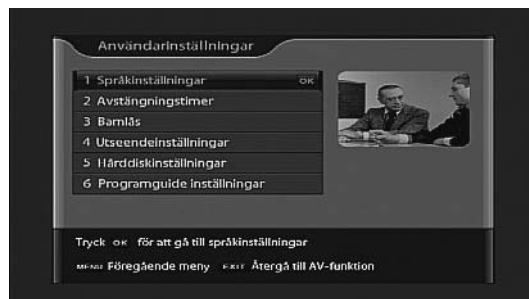 Användarinställningar
1 Språkinställningar OK
2 Avstängningstimer
3 Barnlås
4 Utseendeinställningar
5 Hårddiskinställningar
6 Programguide inställningar
Tryck OK för att gå till språkinställningar
MENU Föregående meny EXIT Återgå till AV-funktion